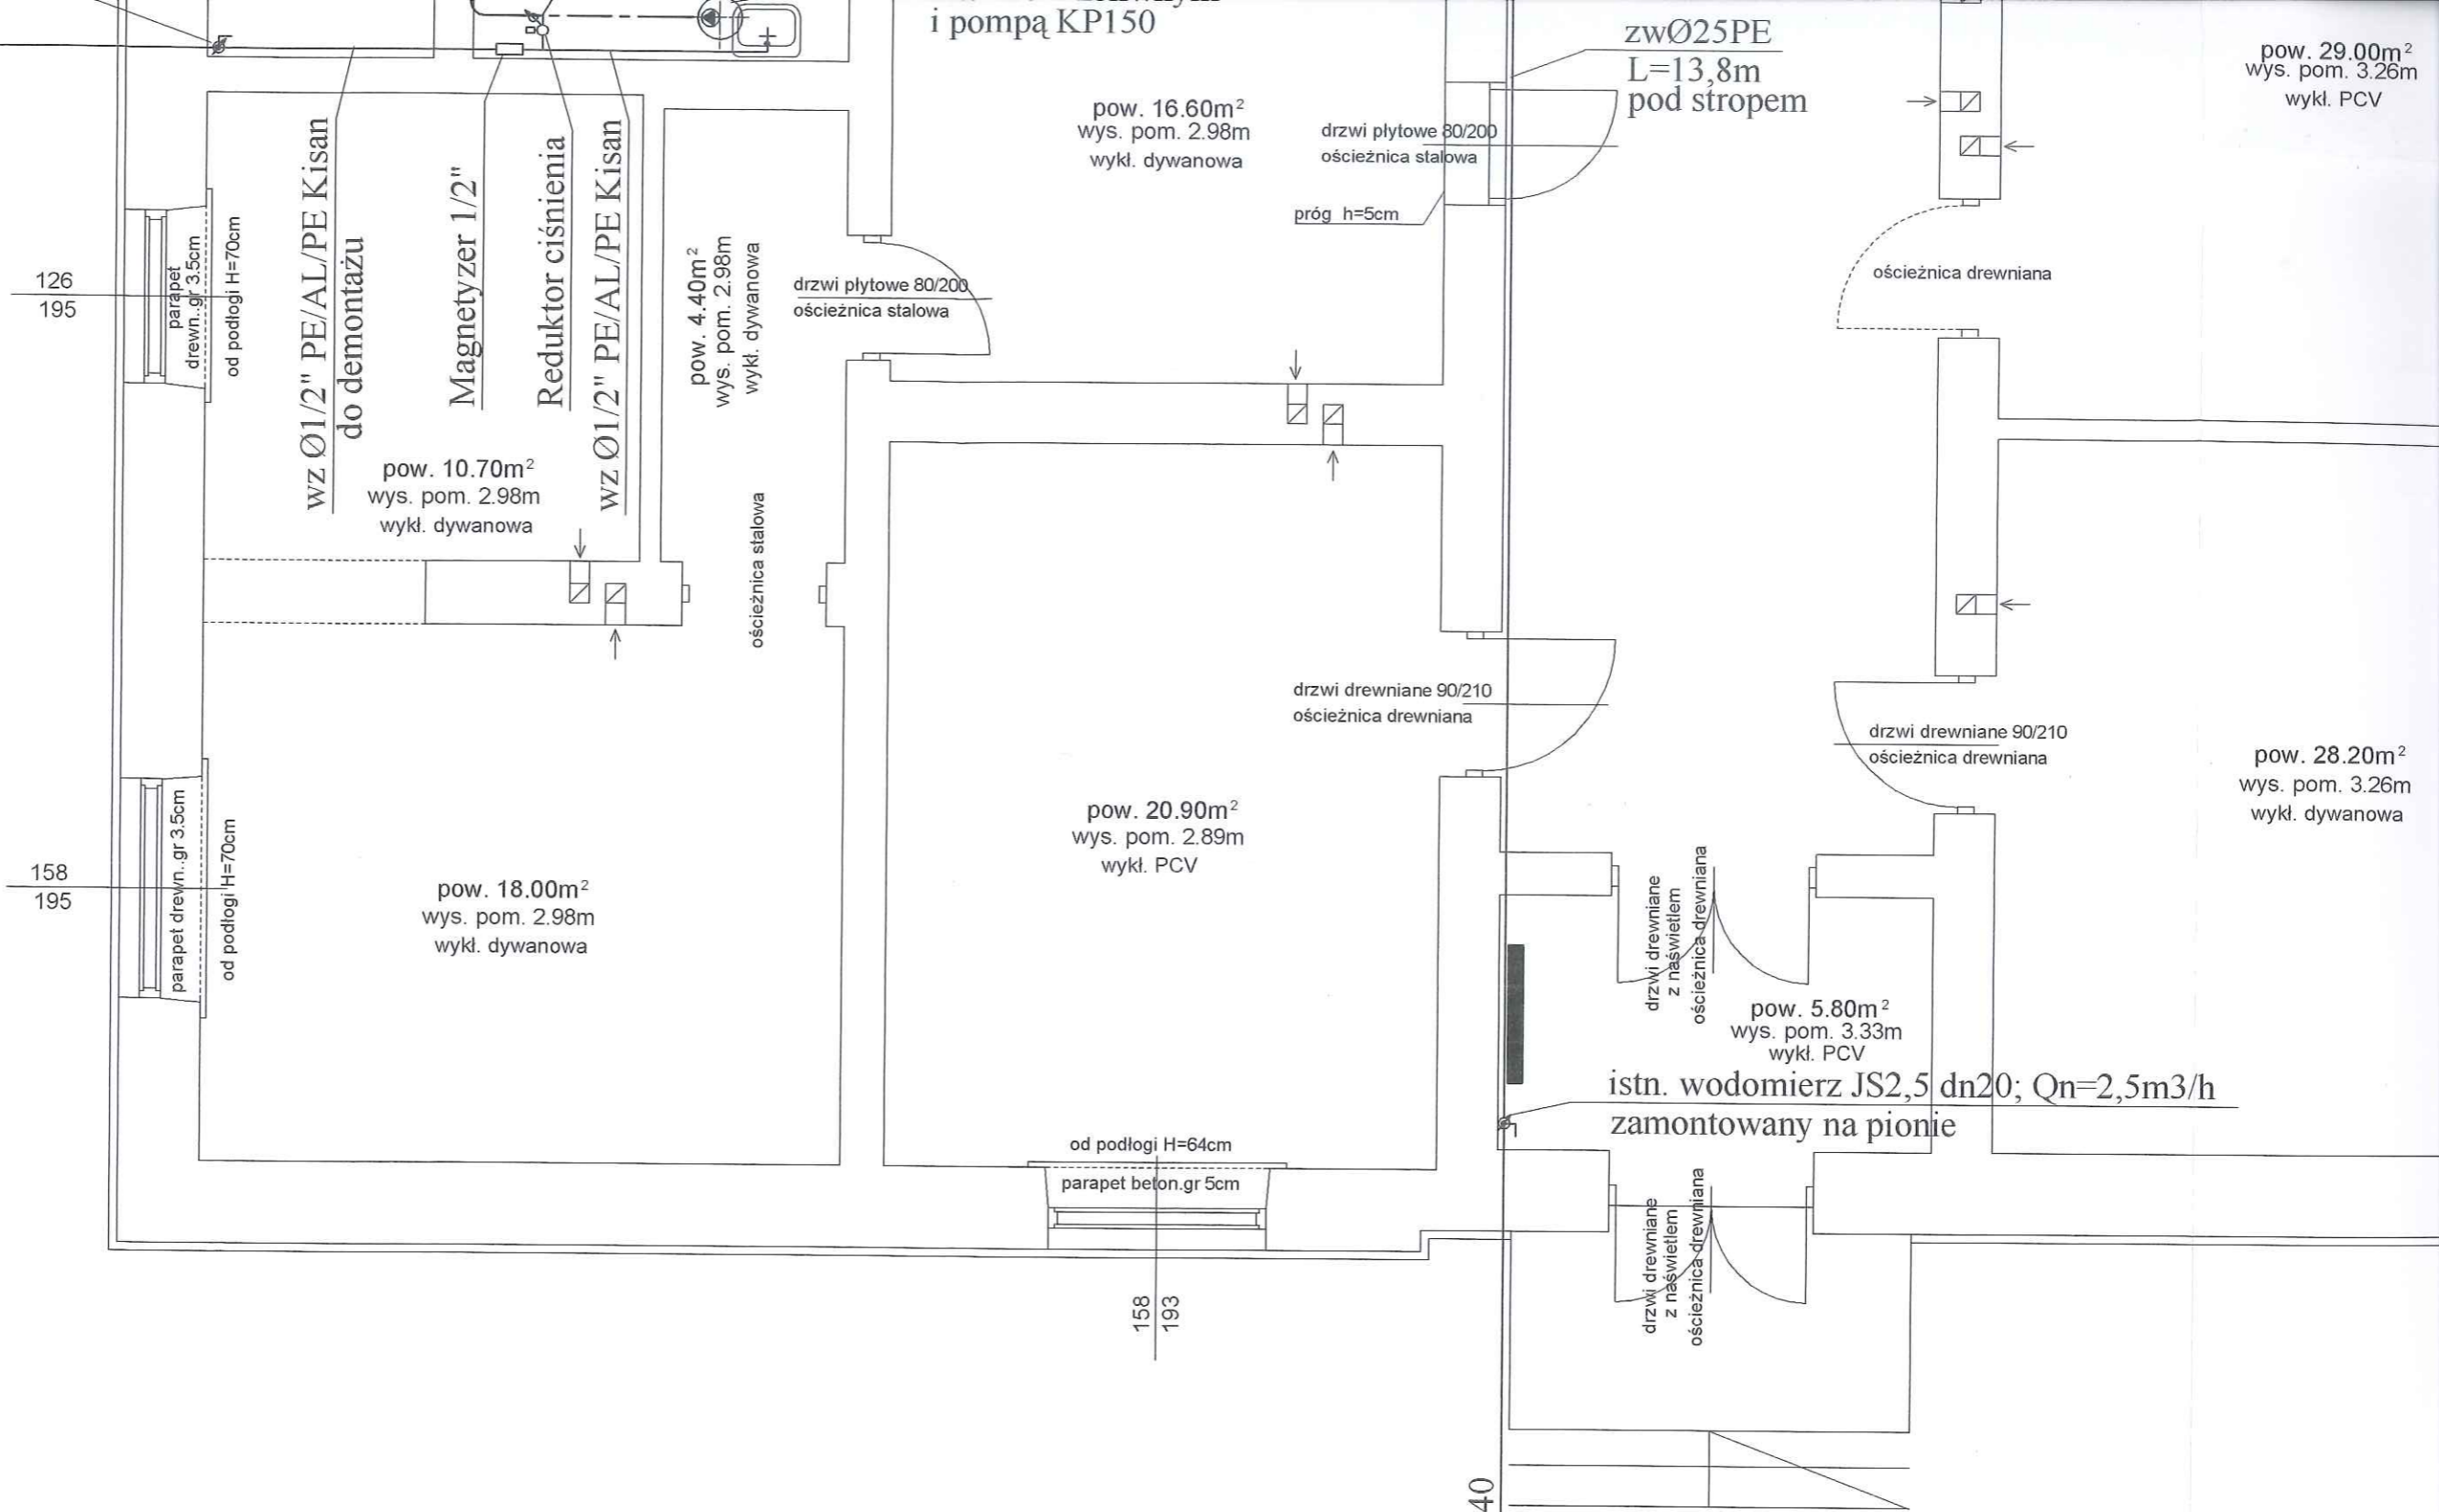 i pompą KP150
zwØ25PE
L=13,8m
pod stropem
pow. 29.00m²
wys. pom. 3.26m
wykł. PCV
pow. 16.60m²
wys. pom. 2.98m
wykł. dywanowa
drzwi płytowe 80/200
ościeżnica stalowa
próg h=5cm
126
195
parapet
drewn..gr 3.5cm
od podłogi H=70cm
wz Ø1/2" PE/AL/PE Kisan
do demontażu
Magnetyzer 1/2"
Reduktor ciśnienia
wz Ø1/2" PE/AL/PE Kisan
pow. 4.40m²
wys. pom. 2.98m
wykł. dywanowa
drzwi płytowe 80/200
ościeżnica stalowa
ościeżnica drewniana
pow. 10.70m²
wys. pom. 2.98m
wykł. dywanowa
ościeżnica stalowa
drzwi drewniane 90/210
ościeżnica drewniana
drzwi drewniane 90/210
ościeżnica drewniana
pow. 28.20m²
wys. pom. 3.26m
wykł. dywanowa
158
195
parapet drewn..gr 3.5cm
od podłogi H=70cm
pow. 18.00m²
wys. pom. 2.98m
wykł. dywanowa
pow. 20.90m²
wys. pom. 2.89m
wykł. PCV
drzwi drewniane
z naświetlem
ościeżnica drewniana
pow. 5.80m²
wys. pom. 3.33m
wykł. PCV
istn. wodomierz JS2,5 dn20; Qn=2,5m3/h
zamontowany na pionie
od podłogi H=64cm
parapet beton.gr 5cm
158
193
drzwi drewniane
z naświetlem
ościeżnica drewniana
40